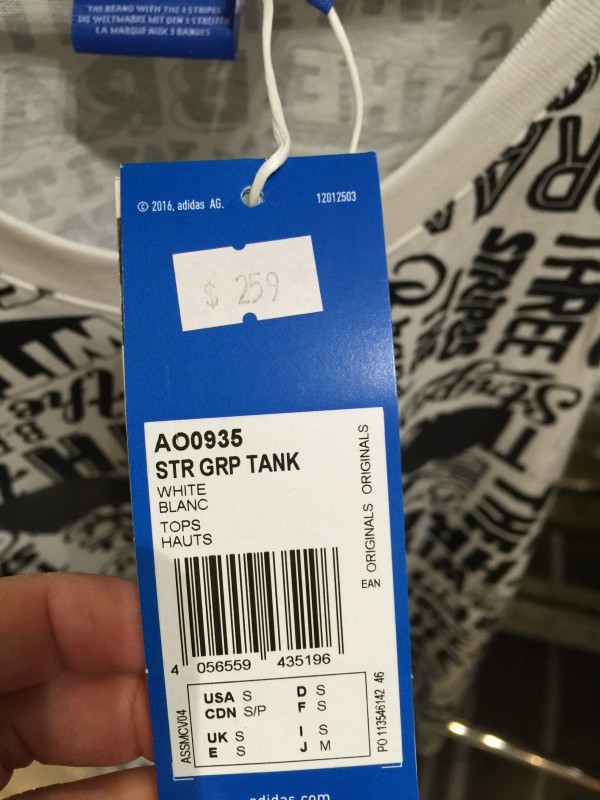 THE BRAND WITH THE 3 STRIPES
DIE WELTMARKE MIT DEN 3 STREIFEN
LA MARQUE AUX 3 BANDES
© 2016, adidas AG.
12012503
$ 259
AO0935
STR GRP TANK
WHITE
BLANC
TOPS
HAUTS
ORIGINALS ORIGINALS
EAN
4 056559 435196
ASSMCV04
USA S D S
CDN S/P F S
UK S I S
E S J M
PO 113546142 46
adidas.com
THREE
STRIPES